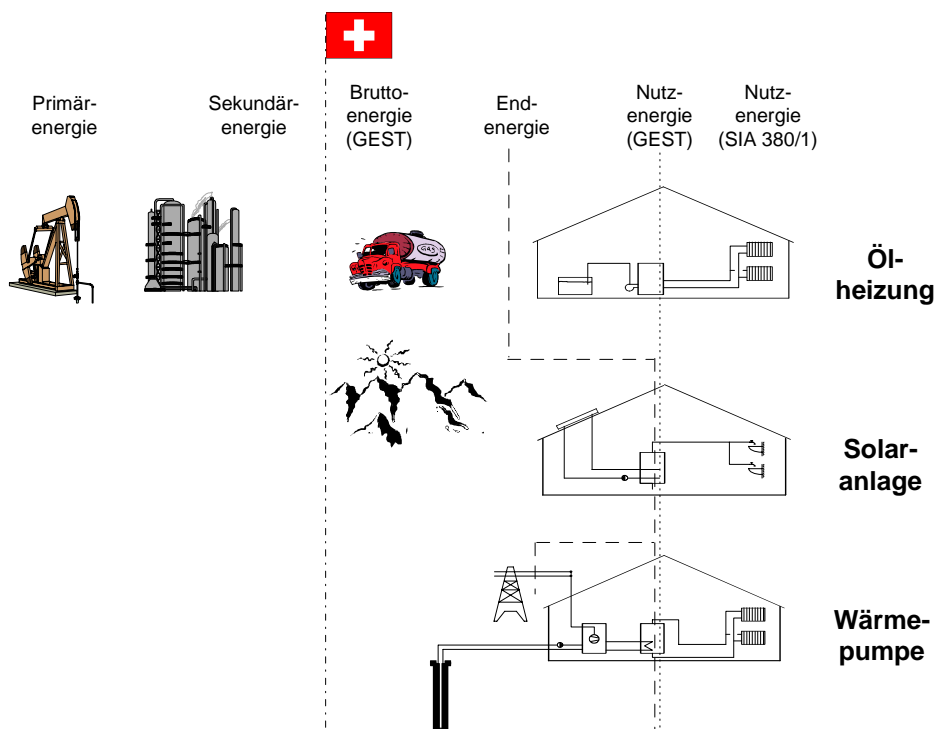 Primär-
energie
Sekundär-
energie
Brutto-
energie
(GEST)
End-
energie
Nutz-
energie
(GEST)
Nutz-
energie
(SIA 380/1)
GAS
Öl-
heizung
Solar-
anlage
Wärme-
pumpe